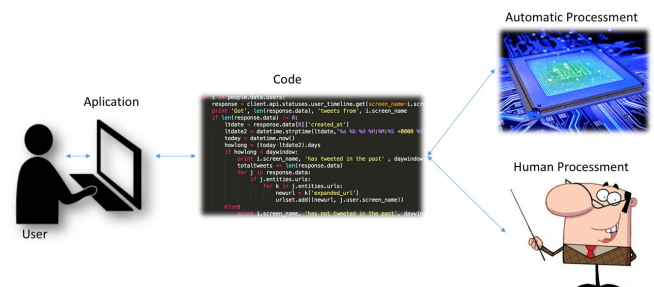 Automatic Processment
Code
Aplication
response = client.api.statuses.user_timeline.get(screen_name=i.scre
print 'Got', len(response.data), 'tweets from', i.screen_name
if len(response.data) != 0:
ltdate = response.data[0]['created_at']
ltdate2 = datetime.strptime(ltdate,'%a %b %d %H:%M:%S +0000 %Y
today = datetime.now()
howlong = (today-ltdate2).days
if howlong < daywindow:
print i.screen_name, 'has tweeted in the past' , daywindow
totaltweets += len(response.data)
for j in response.data:
if j.entities.urls:
for k in j.entities.urls:
newurl = k['expanded_url']
urlset.add((newurl, j.user.screen_name))
else:
print i.screen_name, 'has not tweeted in the past', daywin
Human Processment
User